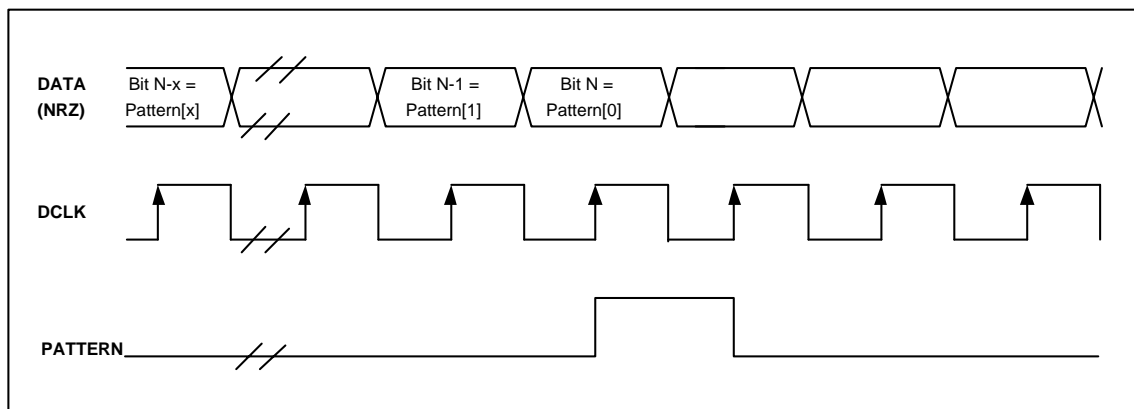 DATA
(NRZ)
Bit N-x =
Pattern[x]
Bit N-1 =
Pattern[1]
Bit N =
Pattern[0]
DCLK
PATTERN